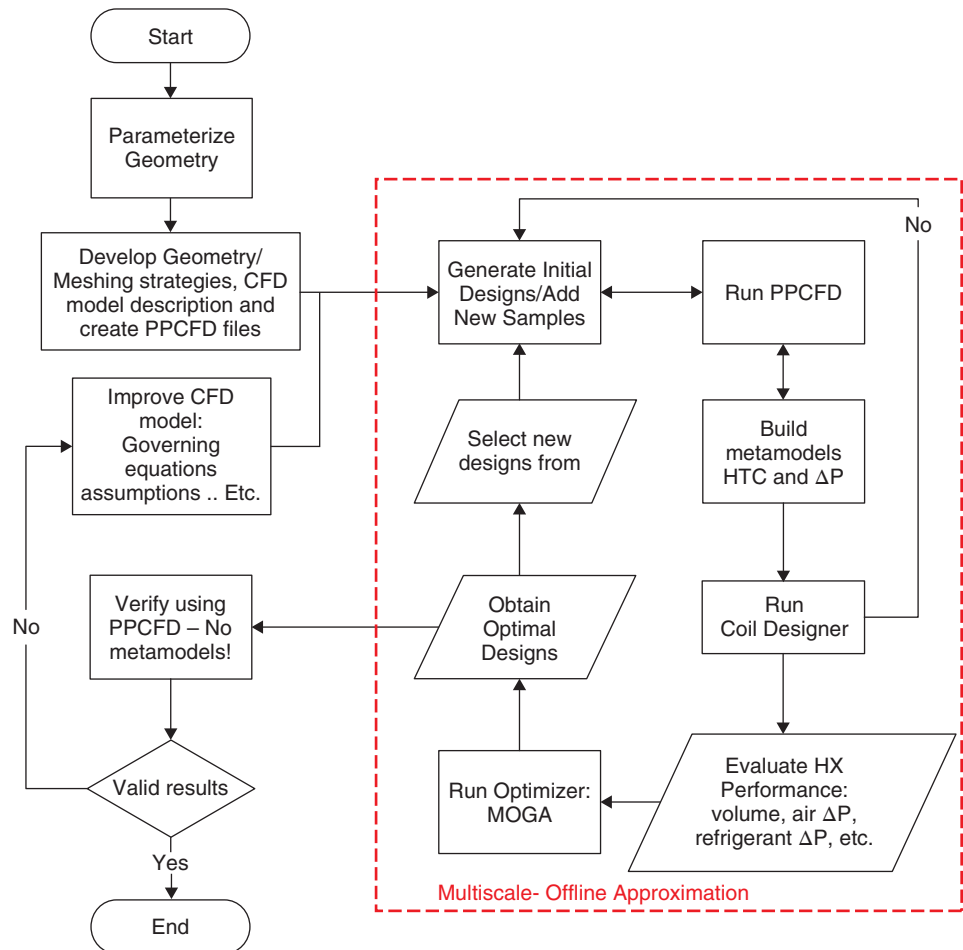 Start
Parameterize
Geometry
Develop Geometry/
Meshing strategies, CFD
model description and
create PPCFD files
Improve CFD
model:
Governing
equations
assumptions .. Etc.
No
Verify using
PPCFD – No
metamodels!
Valid results
Yes
End
No
Generate Initial
Designs/Add
New Samples
Run PPCFD
Select new
designs from
Build
metamodels
HTC and ΔP
Obtain
Optimal
Designs
Run
Coil Designer
Run Optimizer:
MOGA
Evaluate HX
Performance:
volume, air ΔP,
refrigerant ΔP, etc.
Multiscale- Offline Approximation